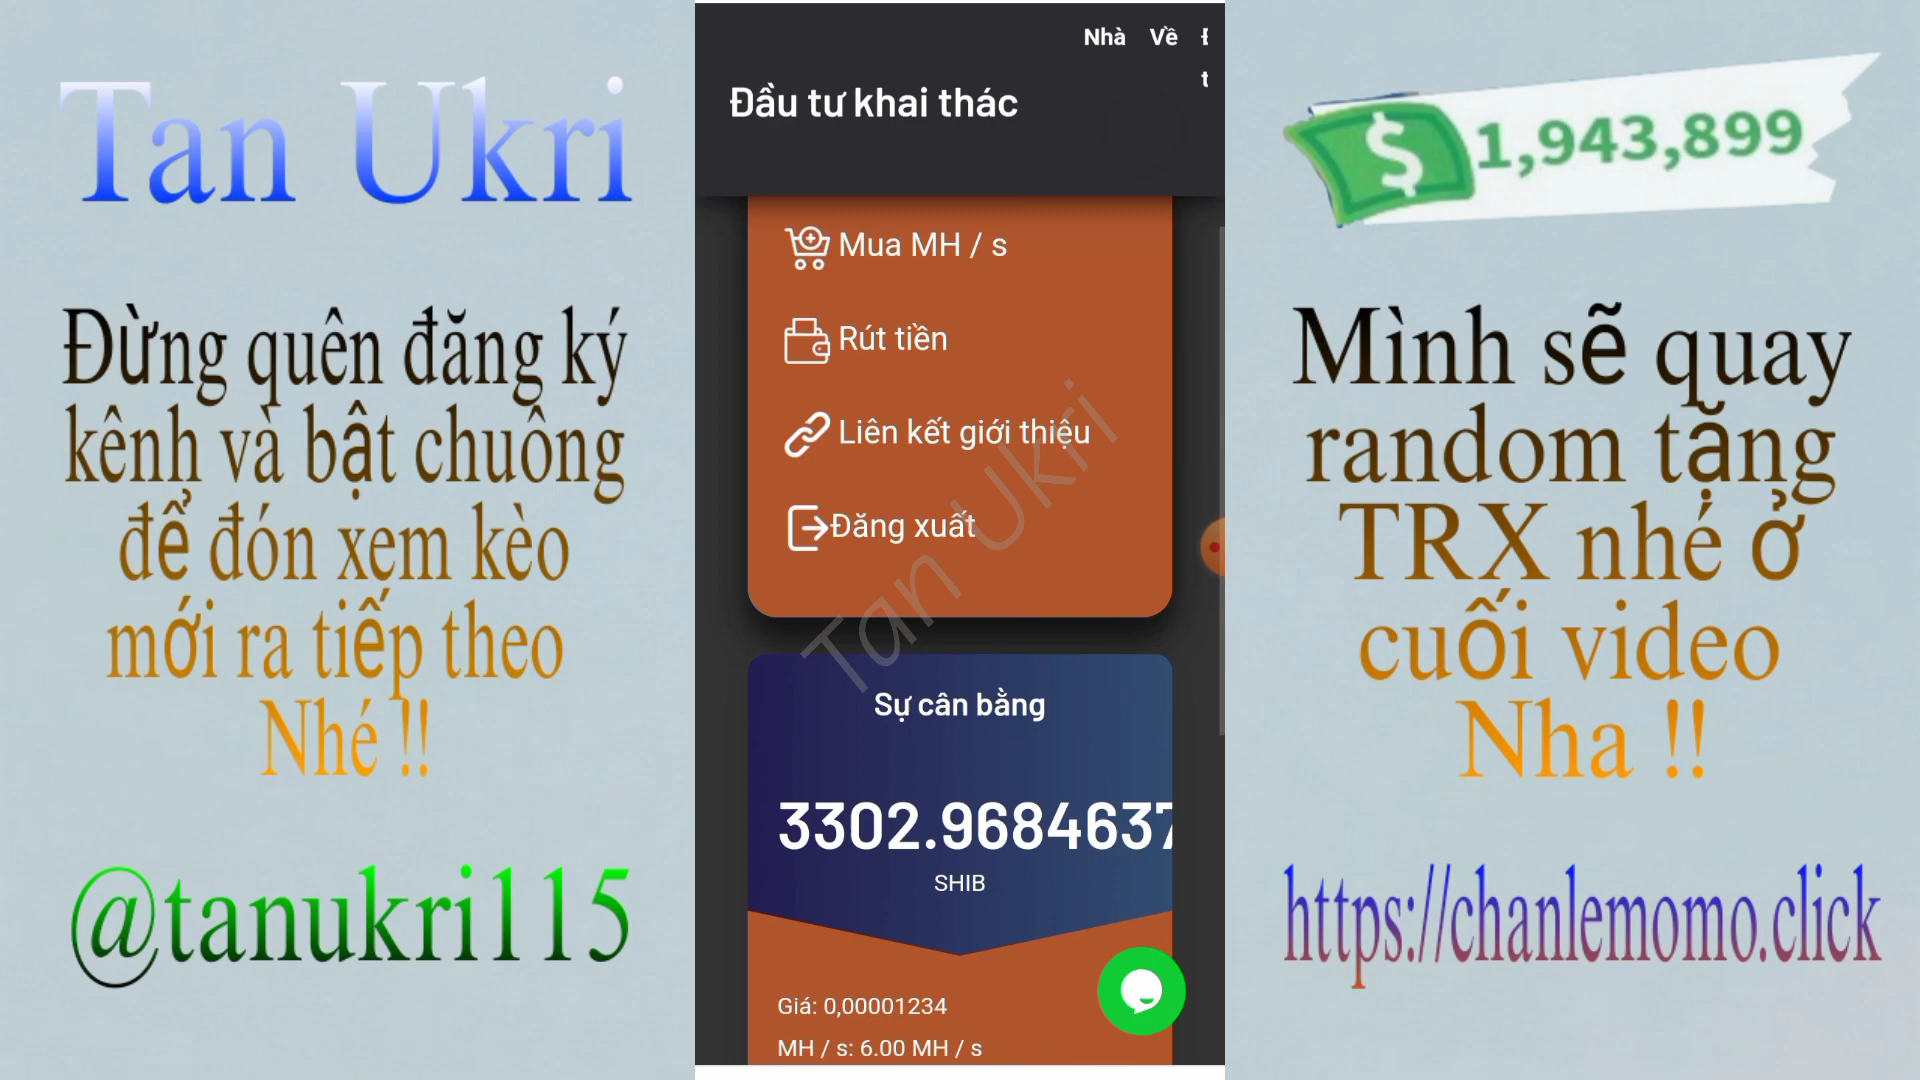 Tan Ukri
Đừng quên đăng ký
kênh và bật chuông
để đón xem kèo
mới ra tiếp theo
Nhé !!
@tanukri115
Nhà Về
Đầu tư khai thác
Mua MH / s
Rút tiền
Liên kết giới thiệu
Đăng xuất
Tan Ukri
Sự cân bằng
3302.9684637
SHIB
Giá: 0,00001234
MH / s: 6.00 MH / s
$ 1,943,899
Mình sẽ quay
random tặng
TRX nhé ở
cuối video
Nha !!
https://chanlemomo.click